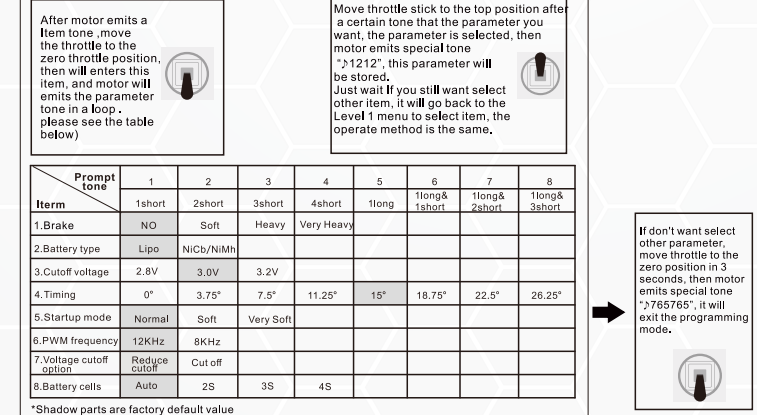 After motor emits a
Item tone ,move
the throttle to the
zero throttle position,
then will enters this
item, and motor will
emits the parameter
tone in a loop .
please see the table
below)
Move throttle stick to the top position after
a certain tone that the parameter you
want, the parameter is selected, then
motor emits special tone
"♪1212", this parameter will
be stored.
Just wait If you still want select
other item, it will go back to the
Level 1 menu to select item, the
operate method is the same.
Prompt tone 1 2 3 4 5 6 7 8
Iterm 1short 2short 3short 4short 1long 1long& 1short 1long& 2short 1long& 3short
1.Brake NO Soft Heavy Very Heavy
2.Battery type Lipo NiCb/NiMh
3.Cutoff voltage 2.8V 3.0V 3.2V
4.Timing 0° 3.75° 7.5° 11.25° 15° 18.75° 22.5° 26.25°
5.Startup mode Normal Soft Very Soft
6.PWM frequency 12KHz 8KHz
7.Voltage cutoff option Reduce cutoff Cut off
8.Battery cells Auto 2S 3S 4S
*Shadow parts are factory default value
If don't want select
other parameter,
move throttle to the
zero position in 3
seconds, then motor
emits special tone
"♪765765", it will
exit the programming
mode.